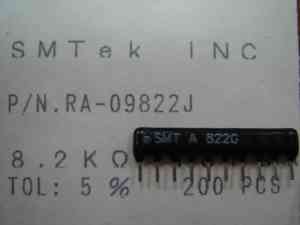 SMTek INC
P/N.RA-09822J
SMT A 822G
8.2KΩ
TOL: 5% 200 PCS